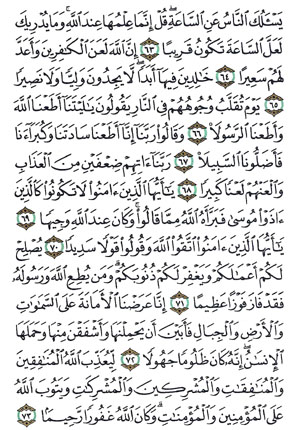 يَسْـَٔلُكَ ٱلنَّاسُ عَنِ ٱلسَّاعَةِ ۖ قُلْ إِنَّمَا عِلْمُهَا عِندَ ٱللَّهِ ۚ وَمَا يُدْرِيكَ
لَعَلَّ ٱلسَّاعَةَ تَكُونُ قَرِيبًا ٦٣ إِنَّ ٱللَّهَ لَعَنَ ٱلْكَٰفِرِينَ وَأَعَدَّ
لَهُمْ سَعِيرًا ٦٤ خَٰلِدِينَ فِيهَآ أَبَدًا ۖ لَّا يَجِدُونَ وَلِيًّا وَلَا نَصِيرًا
٦٥ يَوْمَ تُقَلَّبُ وُجُوهُهُمْ فِى ٱلنَّارِ يَقُولُونَ يَٰلَيْتَنَآ أَطَعْنَا ٱللَّهَ
وَأَطَعْنَا ٱلرَّسُولَا۠ ٦٦ وَقَالُوا۟ رَبَّنَآ إِنَّآ أَطَعْنَا سَادَتَنَا وَكُبَرَآءَنَا
فَأَضَلُّونَا ٱلسَّبِيلَا۠ ٦٧ رَبَّنَآ ءَاتِهِمْ ضِعْفَيْنِ مِنَ ٱلْعَذَابِ
وَٱلْعَنْهُمْ لَعْنًا كَبِيرًا ٦٨ يَٰٓأَيُّهَا ٱلَّذِينَ ءَامَنُوا۟ لَا تَكُونُوا۟ كَٱلَّذِينَ
ءَاذَوْا۟ مُوسَىٰ فَبَرَّأَهُ ٱللَّهُ مِمَّا قَالُوا۟ ۚ وَكَانَ عِندَ ٱللَّهِ وَجِيهًا ٦٩
يَٰٓأَيُّهَا ٱلَّذِينَ ءَامَنُوا۟ ٱتَّقُوا۟ ٱللَّهَ وَقُولُوا۟ قَوْلًا سَدِيدًا ٧٠ يُصْلِحْ
لَكُمْ أَعْمَٰلَكُمْ وَيَغْفِرْ لَكُمْ ذُنُوبَكُمْ ۗ وَمَن يُطِعِ ٱللَّهَ وَرَسُولَهُۥ
فَقَدْ فَازَ فَوْزًا عَظِيمًا ٧١ إِنَّا عَرَضْنَا ٱلْأَمَانَةَ عَلَى ٱلسَّمَٰوَٰتِ
وَٱلْأَرْضِ وَٱلْجِبَالِ فَأَبَيْنَ أَن يَحْمِلْنَهَا وَأَشْفَقْنَ مِنْهَا وَحَمَلَهَا
ٱلْإِنسَٰنُ ۖ إِنَّهُۥ كَانَ ظَلُومًا جَهُولًا ٧٢ لِّيُعَذِّبَ ٱللَّهُ ٱلْمُنَٰفِقِينَ
وَٱلْمُنَٰفِقَٰتِ وَٱلْمُشْرِكِينَ وَٱلْمُشْرِكَٰتِ وَيَتُوبَ ٱللَّهُ
عَلَى ٱلْمُؤْمِنِينَ وَٱلْمُؤْمِنَٰتِ ۗ وَكَانَ ٱللَّهُ غَفُورًا رَّحِيمًا ٧٣